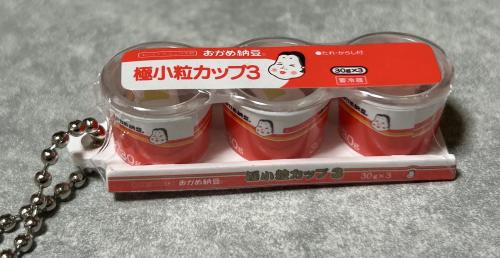 おかめ納豆
極小粒カップ3
●たれ・からし付
30g×3
要冷蔵
30g
おかめ納豆 極小粒カップ3 30g×3